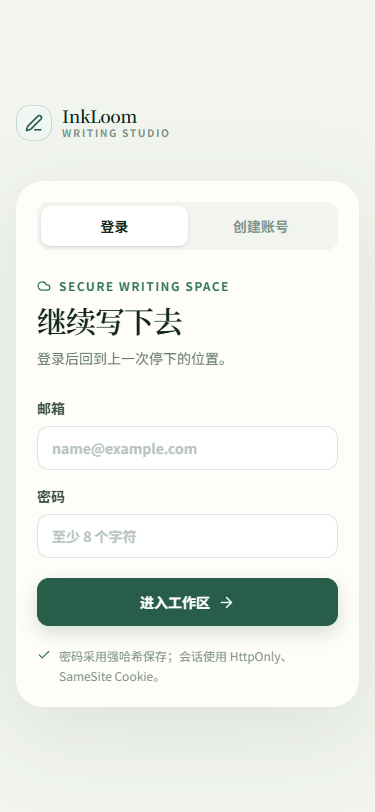 InkLoom
WRITING STUDIO
登录
创建账号
SECURE WRITING SPACE
继续写下去
登录后回到上一次停下的位置。
邮箱
name@example.com
密码
至少 8 个字符
进入工作区
密码采用强哈希保存；会话使用 HttpOnly、
SameSite Cookie。